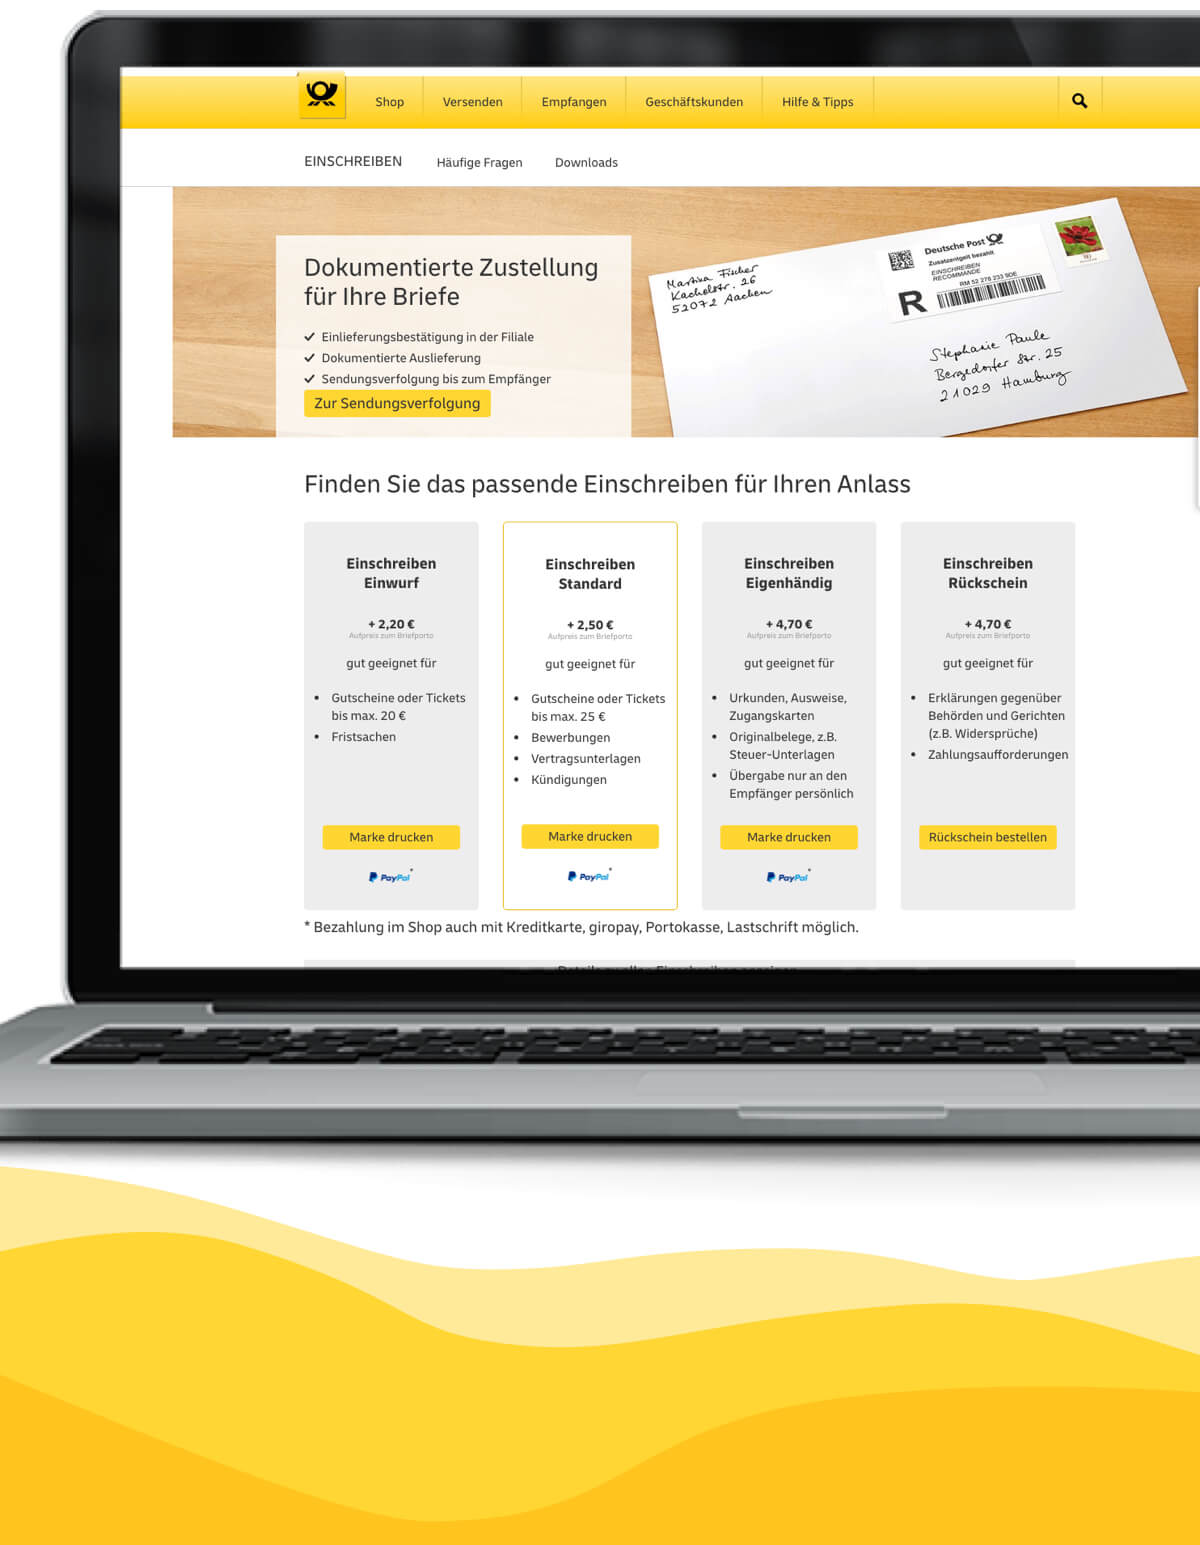 Shop
Versenden
Empfangen
Geschäftskunden
Hilfe & Tipps
EINSCHREIBEN
Häufige Fragen
Downloads
Dokumentierte Zustellung
für Ihre Briefe
Einlieferungsbestätigung in der Filiale
Dokumentierte Auslieferung
Sendungsverfolgung bis zum Empfänger
Zur Sendungsverfolgung
Martina Fischer
Kachelstr. 26
52072 Aachen
Deutsche Post
Zusatzentgelt bezahlt
EINSCHREIBEN
RECOMMANDE
RM 52 278 233 5DE
R
Stephanie Paule
Bergedorfer Str. 25
21029 Hamburg
Finden Sie das passende Einschreiben für Ihren Anlass
Einschreiben
Einwurf
+ 2,20 €
Aufpreis zum Briefporto
gut geeignet für
• Gutscheine oder Tickets
bis max. 20 €
• Fristsachen
Marke drucken
PayPal*
Einschreiben
Standard
+ 2,50 €
Aufpreis zum Briefporto
gut geeignet für
• Gutscheine oder Tickets
bis max. 25 €
• Bewerbungen
• Vertragsunterlagen
• Kündigungen
Marke drucken
PayPal*
Einschreiben
Eigenhändig
+ 4,70 €
Aufpreis zum Briefporto
gut geeignet für
• Urkunden, Ausweise,
Zugangskarten
• Originalbelege, z.B.
Steuer-Unterlagen
• Übergabe nur an den
Empfänger persönlich
Marke drucken
PayPal*
Einschreiben
Rückschein
+ 4,70 €
Aufpreis zum Briefporto
gut geeignet für
• Erklärungen gegenüber
Behörden und Gerichten
(z.B. Widersprüche)
• Zahlungsaufforderungen
Rückschein bestellen
* Bezahlung im Shop auch mit Kreditkarte, giropay, Portokasse, Lastschrift möglich.
Details zu allen Einschreiben anzeigen